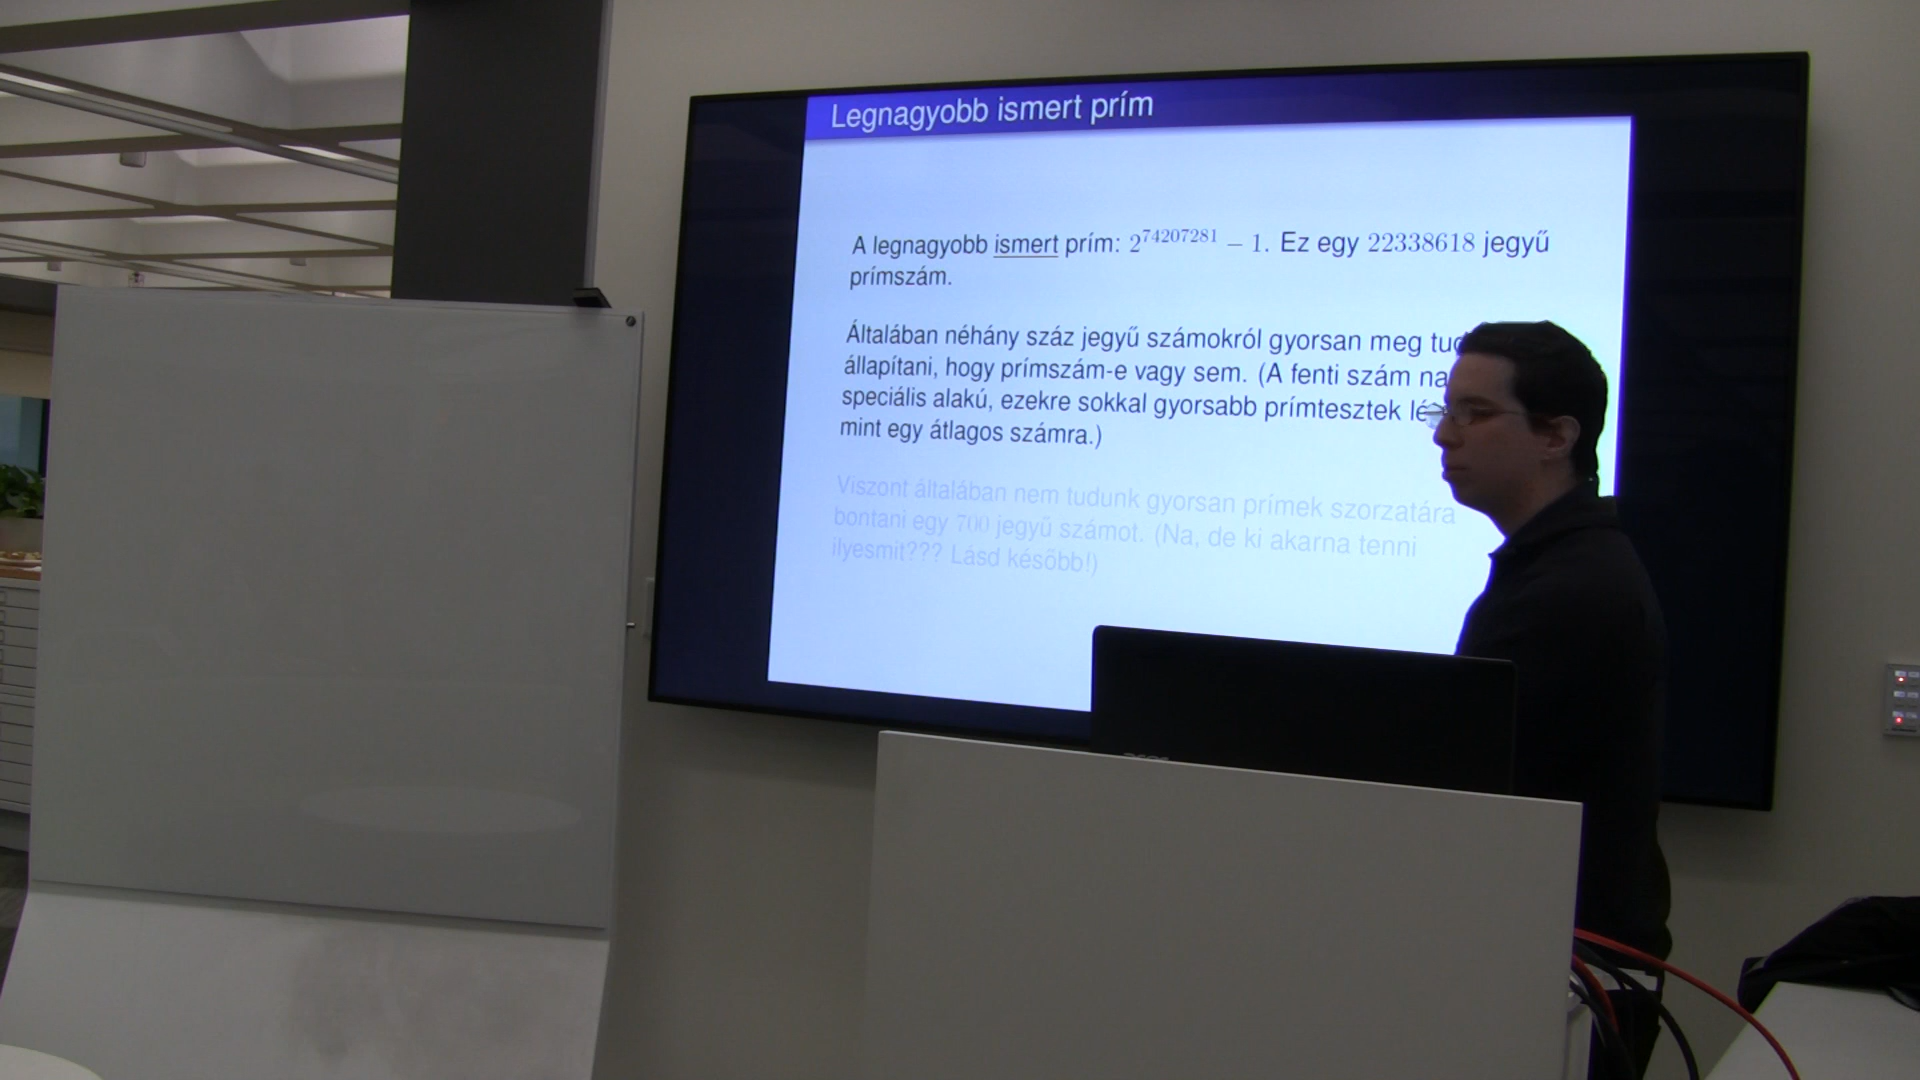 Legnagyobb ismert prím
A legnagyobb ismert prím: 2^74207281 − 1. Ez egy 22338618 jegyű
prímszám.
Általában néhány száz jegyű számokról gyorsan meg
állapítani, hogy prímszám-e vagy sem. (A fenti szám
speciális alakú, ezekre sokkal gyorsabb prímtesztek
mint egy átlagos számra.)
Viszont általában nem tudunk gyorsan prímek szorzatára
bontani egy 700 jegyű számot. (Na, de ki akarna tenni
ilyesmit??? Lásd később!)